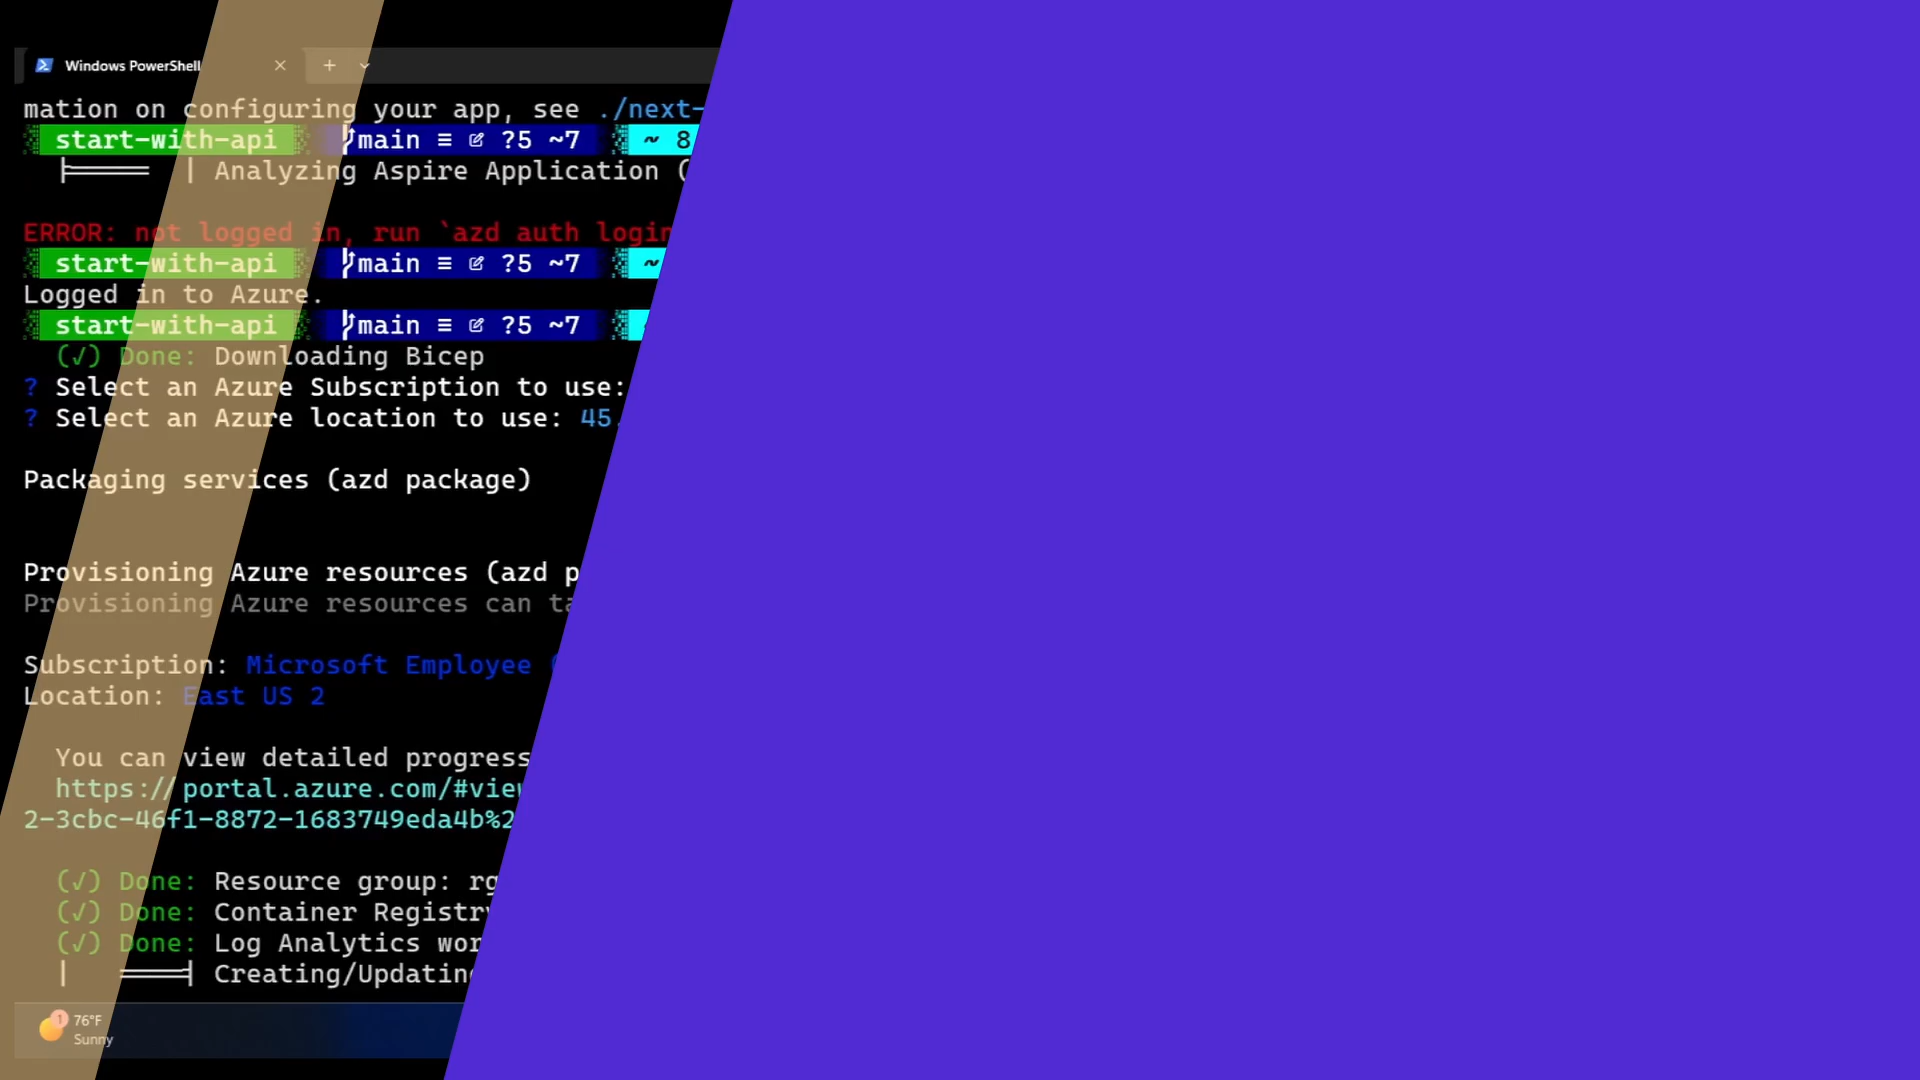 Windows PowerShell
mation on configuring your app, see ./next-
start-with-api main ≡ ?5 ~7 ~ 8
| Analyzing Aspire Application (
ERROR: not logged in, run `azd auth login
start-with-api main ≡ ?5 ~7 ~
Logged in to Azure.
start-with-api main ≡ ?5 ~7
(✓) Done: Downloading Bicep
? Select an Azure Subscription to use:
? Select an Azure location to use: 45.
Packaging services (azd package)
Provisioning Azure resources (azd p
Provisioning Azure resources can ta
Subscription: Microsoft Employee (
Location: East US 2
You can view detailed progress
https://portal.azure.com/#view
2-3cbc-46f1-8872-1683749eda4b%2
(✓) Done: Resource group: rg
(✓) Done: Container Registry
(✓) Done: Log Analytics wor
| Creating/Updating
1
76°F
Sunny